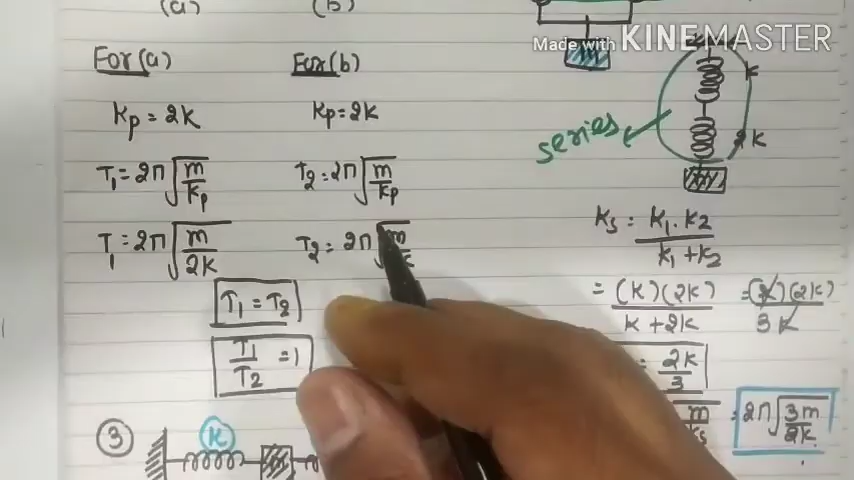 (a)
(b)
Made with KINEMASTER
For(a)
For(b)
Kp = 2K
Kp = 2K
T₁ = 2π√(m/Kp)
T₂ = 2π√(m/Kp)
T₁ = 2π√(m/2K)
T₂ = 2π√(m/
T₁ = T₂
T₁/T₂ = 1
series
K
2K
Ks = K₁.K₂/K₁+K₂
= (K)(2K)/K+2K = (K)(2K)/3K
= 2K/3
m/Ks = 2π√(3m/2K)
③
K
m